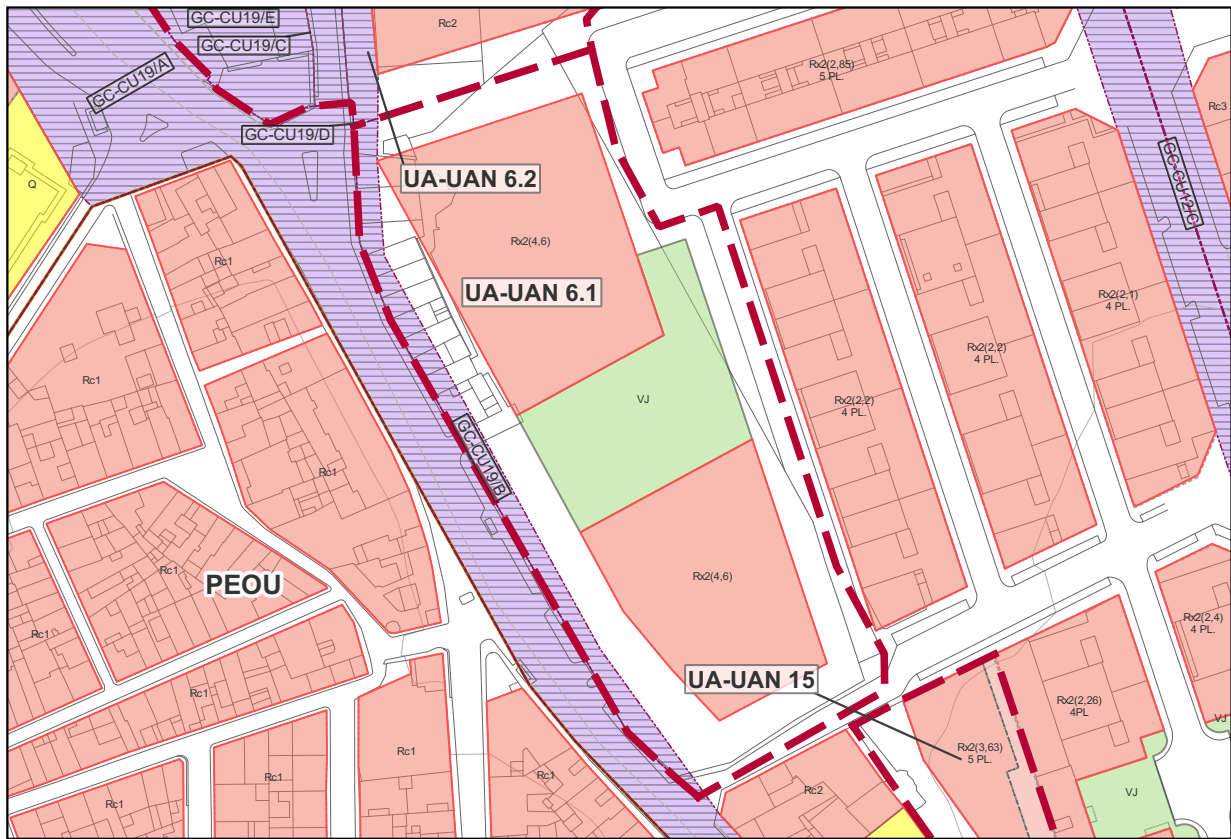 GC-CU19/E
Rc2
GC-CU19/C
GC-CU19/A
Rx2(2,85)
5 PL.
Rc3
GC-CU19/D
UA-UAN 6.2
Q
GC-CU12/C
Rx2(4,6)
Rc1
UA-UAN 6.1
Rx2(2,1)
4 PL.
Rx2(2,2)
4 PL.
Rc1
VJ
Rx2(2,2)
4 PL.
GC-CU19/B
Rc1
Rc1
PEOU
Rx2(4,6)
Rx2(2,4)
4 PL.
Rc1
UA-UAN 15
Rc1
Rx2(2,26)
4PL
VJ
Rx2(3,63)
5 PL.
Rc1
Rc1
Rc1
Rc2
VJ
Rc1